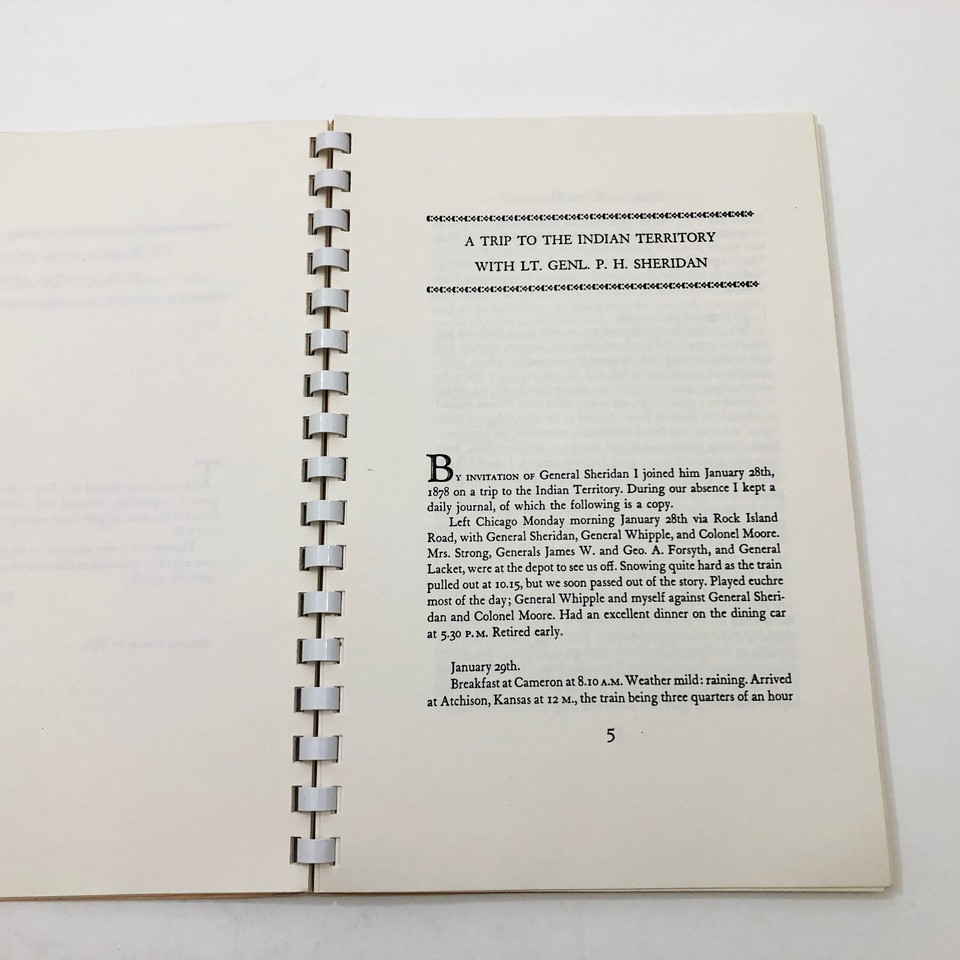 A TRIP TO THE INDIAN TERRITORY
WITH LT. GENL. P. H. SHERIDAN
BY INVITATION OF General Sheridan I joined him January 28th,
1878 on a trip to the Indian Territory. During our absence I kept a
daily journal, of which the following is a copy.
Left Chicago Monday morning January 28th via Rock Island
Road, with General Sheridan, General Whipple, and Colonel Moore.
Mrs. Strong, Generals James W. and Geo. A. Forsyth, and General
Lacket, were at the depot to see us off. Snowing quite hard as the train
pulled out at 10.15, but we soon passed out of the story. Played euchre
most of the day; General Whipple and myself against General Sheri-
dan and Colonel Moore. Had an excellent dinner on the dining car
at 5.30 P.M. Retired early.
January 29th.
Breakfast at Cameron at 8.10 A.M. Weather mild: raining. Arrived
at Atchison, Kansas at 12 M., the train being three quarters of an hour
5